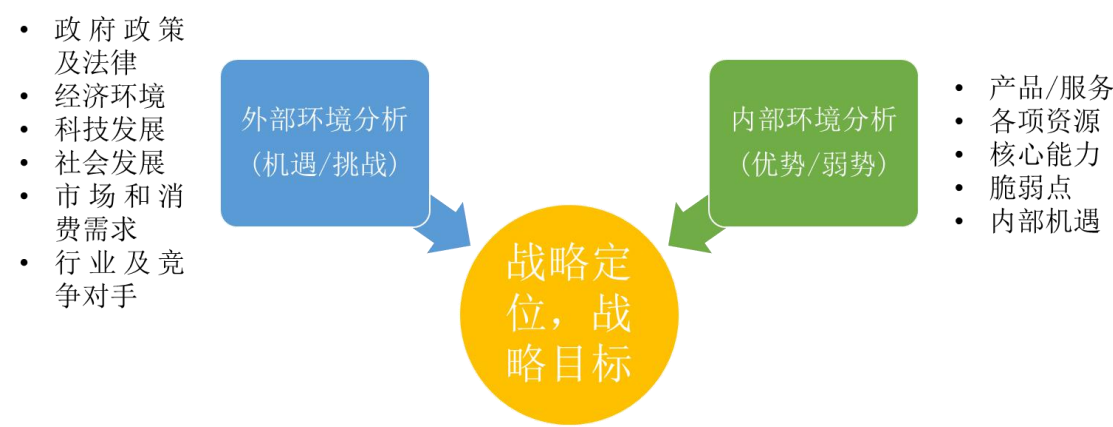 • 政府政策
及法律
• 经济环境
• 科技发展
• 社会发展
• 市场和消
费需求
• 行业及竞
争对手
外部环境分析
(机遇/挑战)
内部环境分析
(优势/弱势)
• 产品/服务
• 各项资源
• 核心能力
• 脆弱点
• 内部机遇
战略定
位，战
略目标